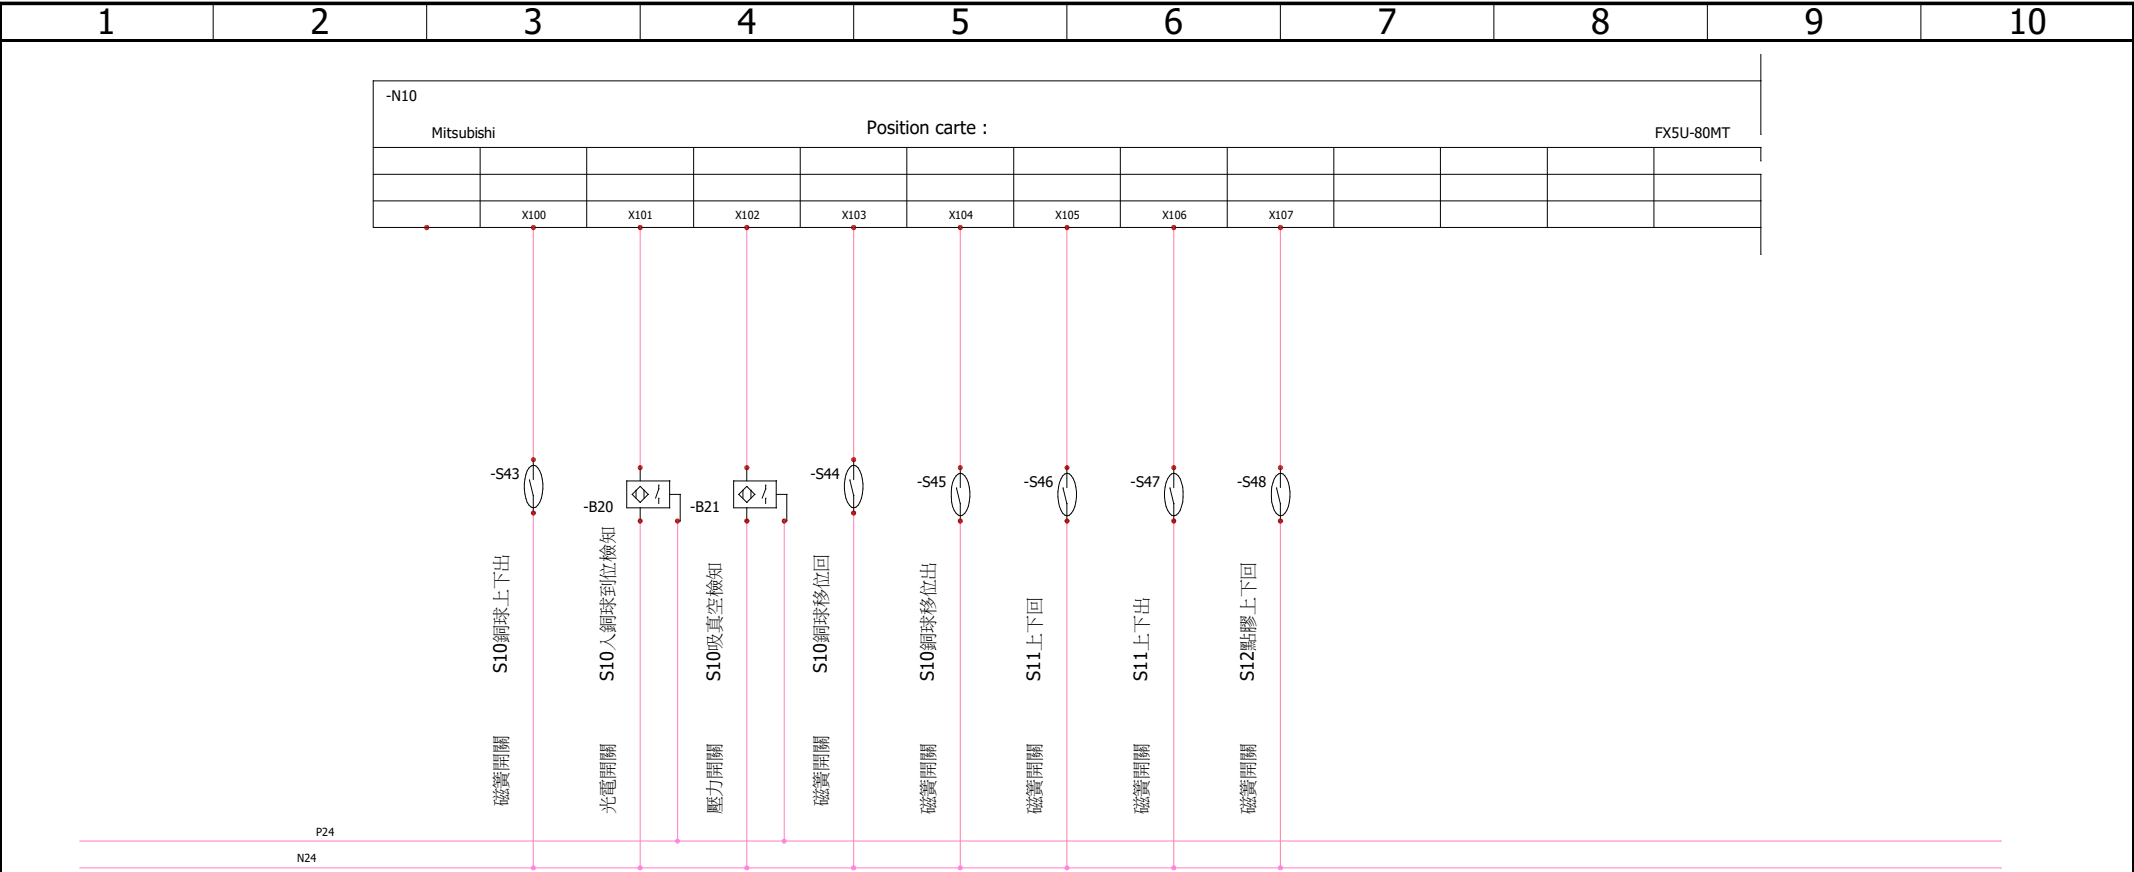 1 2 3 4 5 6 7 8 9 10
-N10
Mitsubishi Position carte : FX5U-80MT
X100 X101 X102 X103 X104 X105 X106 X107
-S43 -B20 -B21 -S44 -S45 -S46 -S47 -S48
S10銅球上下出
S10入銅球到位檢知
S10吸真空檢知
S10銅球移位回
S10銅球移位出
S11上下回
S11上下出
S12點膠上下回
磁簧開關
光電開關
壓力開關
磁簧開關
磁簧開關
磁簧開關
磁簧開關
磁簧開關
P24
N24